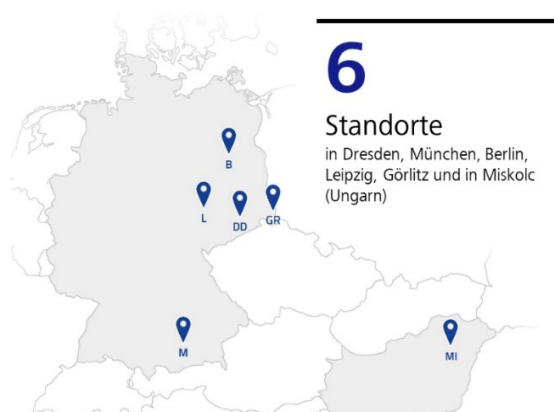 6
Standorte
in Dresden, München, Berlin,
Leipzig, Görlitz und in Miskolc
(Ungarn)
B
L
DD
GR
M
MI